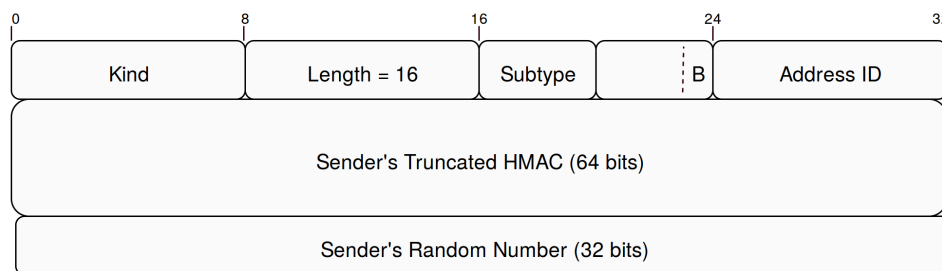 0 8 16 24 3
Kind Length = 16 Subtype B Address ID
Sender's Truncated HMAC (64 bits)
Sender's Random Number (32 bits)